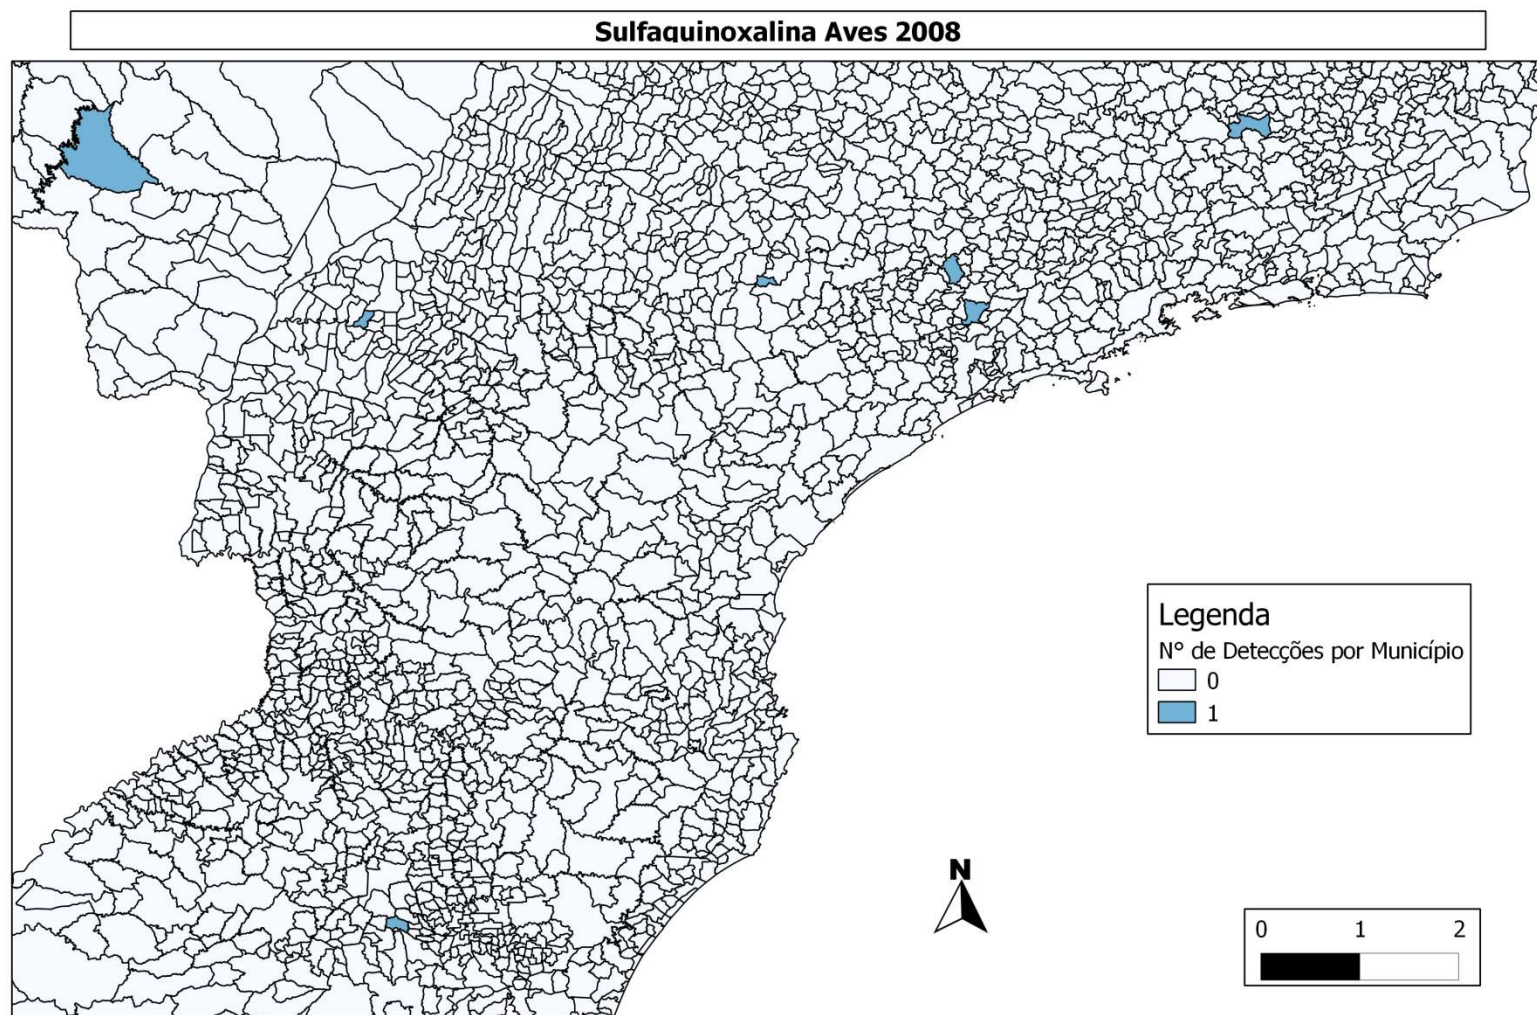 Sulfaquinoxalina Aves 2008
Legenda
N° de Detecções por Município
0
1
N
0 1 2